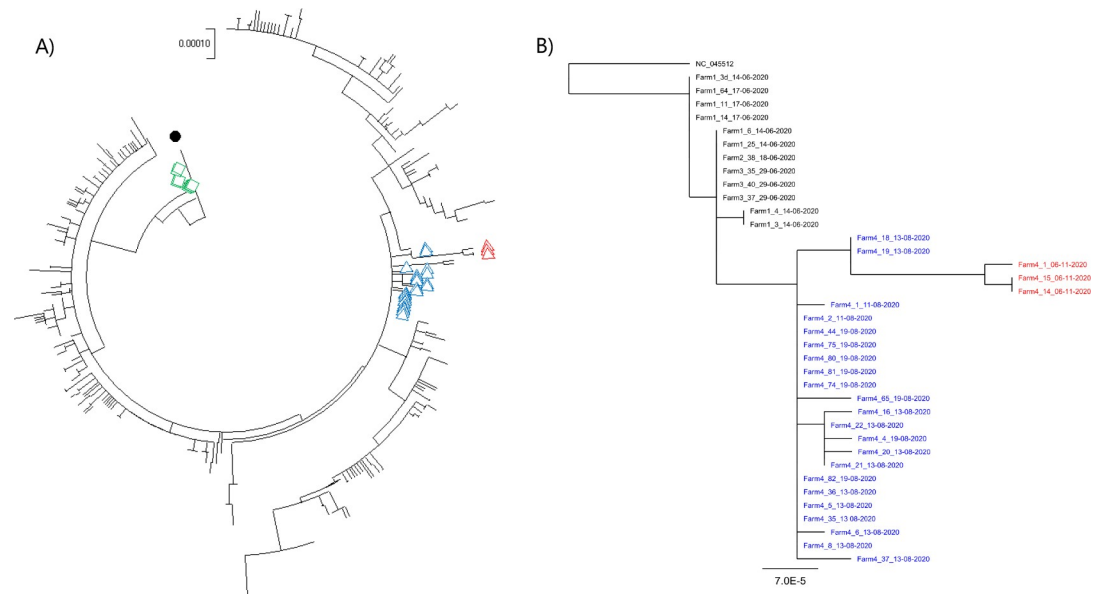 A)
0.00010
B)
NC_045512
Farm1_3d_14-06-2020
Farm1_64_17-06-2020
Farm1_11_17-06-2020
Farm1_14_17-06-2020
Farm1_6_14-06-2020
Farm1_25_14-06-2020
Farm2_38_18-06-2020
Farm3_35_29-06-2020
Farm3_40_29-06-2020
Farm3_37_29-06-2020
Farm1_4_14-06-2020
Farm1_3_14-06-2020
Farm4_18_13-08-2020
Farm4_19_13-08-2020
Farm4_1_06-11-2020
Farm4_15_06-11-2020
Farm4_14_06-11-2020
Farm4_1_11-08-2020
Farm4_2_11-08-2020
Farm4_44_19-08-2020
Farm4_75_19-08-2020
Farm4_80_19-08-2020
Farm4_81_19-08-2020
Farm4_74_19-08-2020
Farm4_65_19-08-2020
Farm4_16_13-08-2020
Farm4_22_13-08-2020
Farm4_4_19-08-2020
Farm4_20_13-08-2020
Farm4_21_13-08-2020
Farm4_82_19-08-2020
Farm4_36_13-08-2020
Farm4_5_13-08-2020
Farm4_35_13 08-2020
Farm4_6_13-08-2020
Farm4_8_13-08-2020
Farm4_37_13-08-2020
7.0E-5